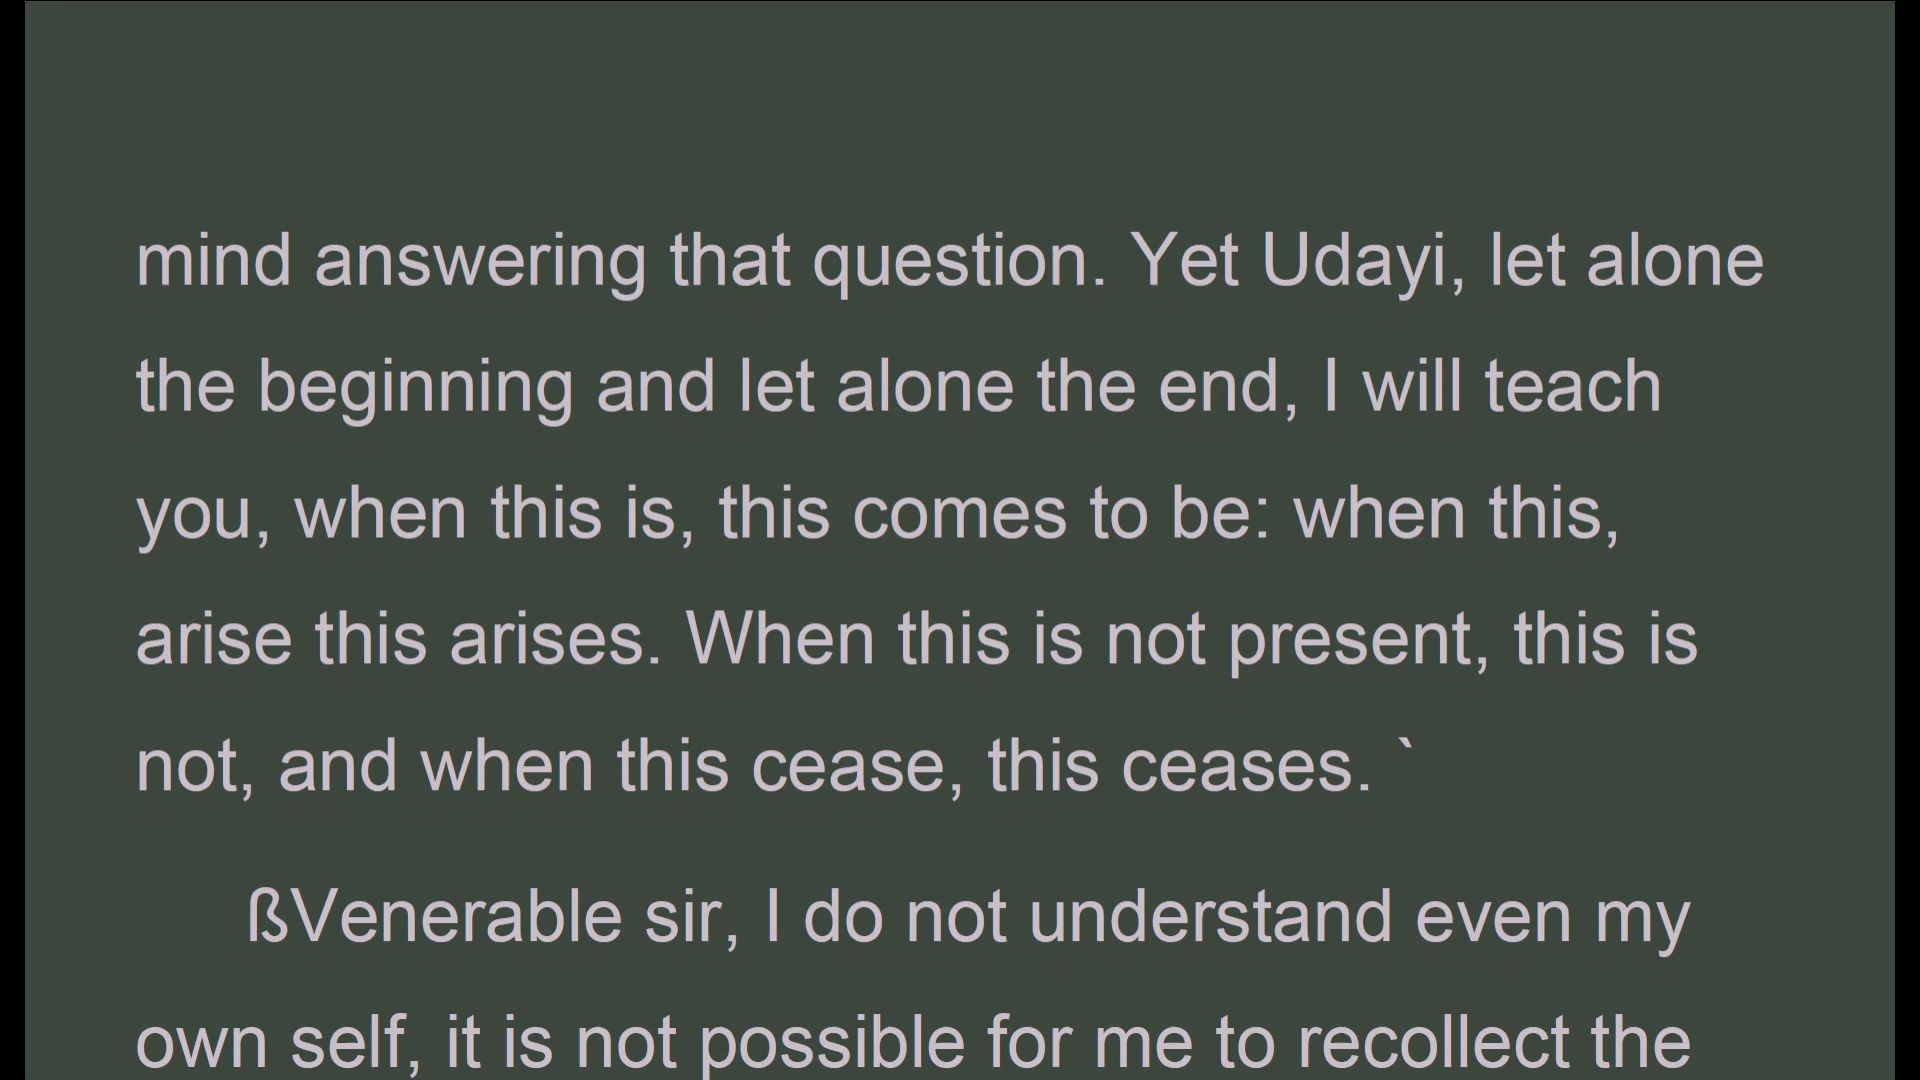 mind answering that question. Yet Udayi, let alone
the beginning and let alone the end, I will teach
you, when this is, this comes to be: when this,
arise this arises. When this is not present, this is
not, and when this cease, this ceases. `
ßVenerable sir, I do not understand even my
own self, it is not possible for me to recollect the